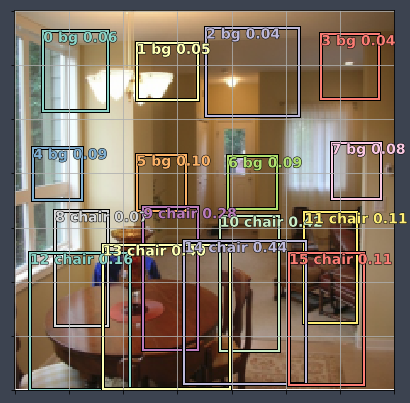 0 bg 0.06
1 bg 0.05
2 bg 0.04
3 bg 0.04
4 bg 0.09
5 bg 0.10
6 bg 0.09
7 bg 0.08
8 chair 0.0
9 chair 0.28
10 chair 0.42
11 chair 0.11
12 chair 0.16
13 chair 0.40
14 chair 0.44
15 chair 0.11